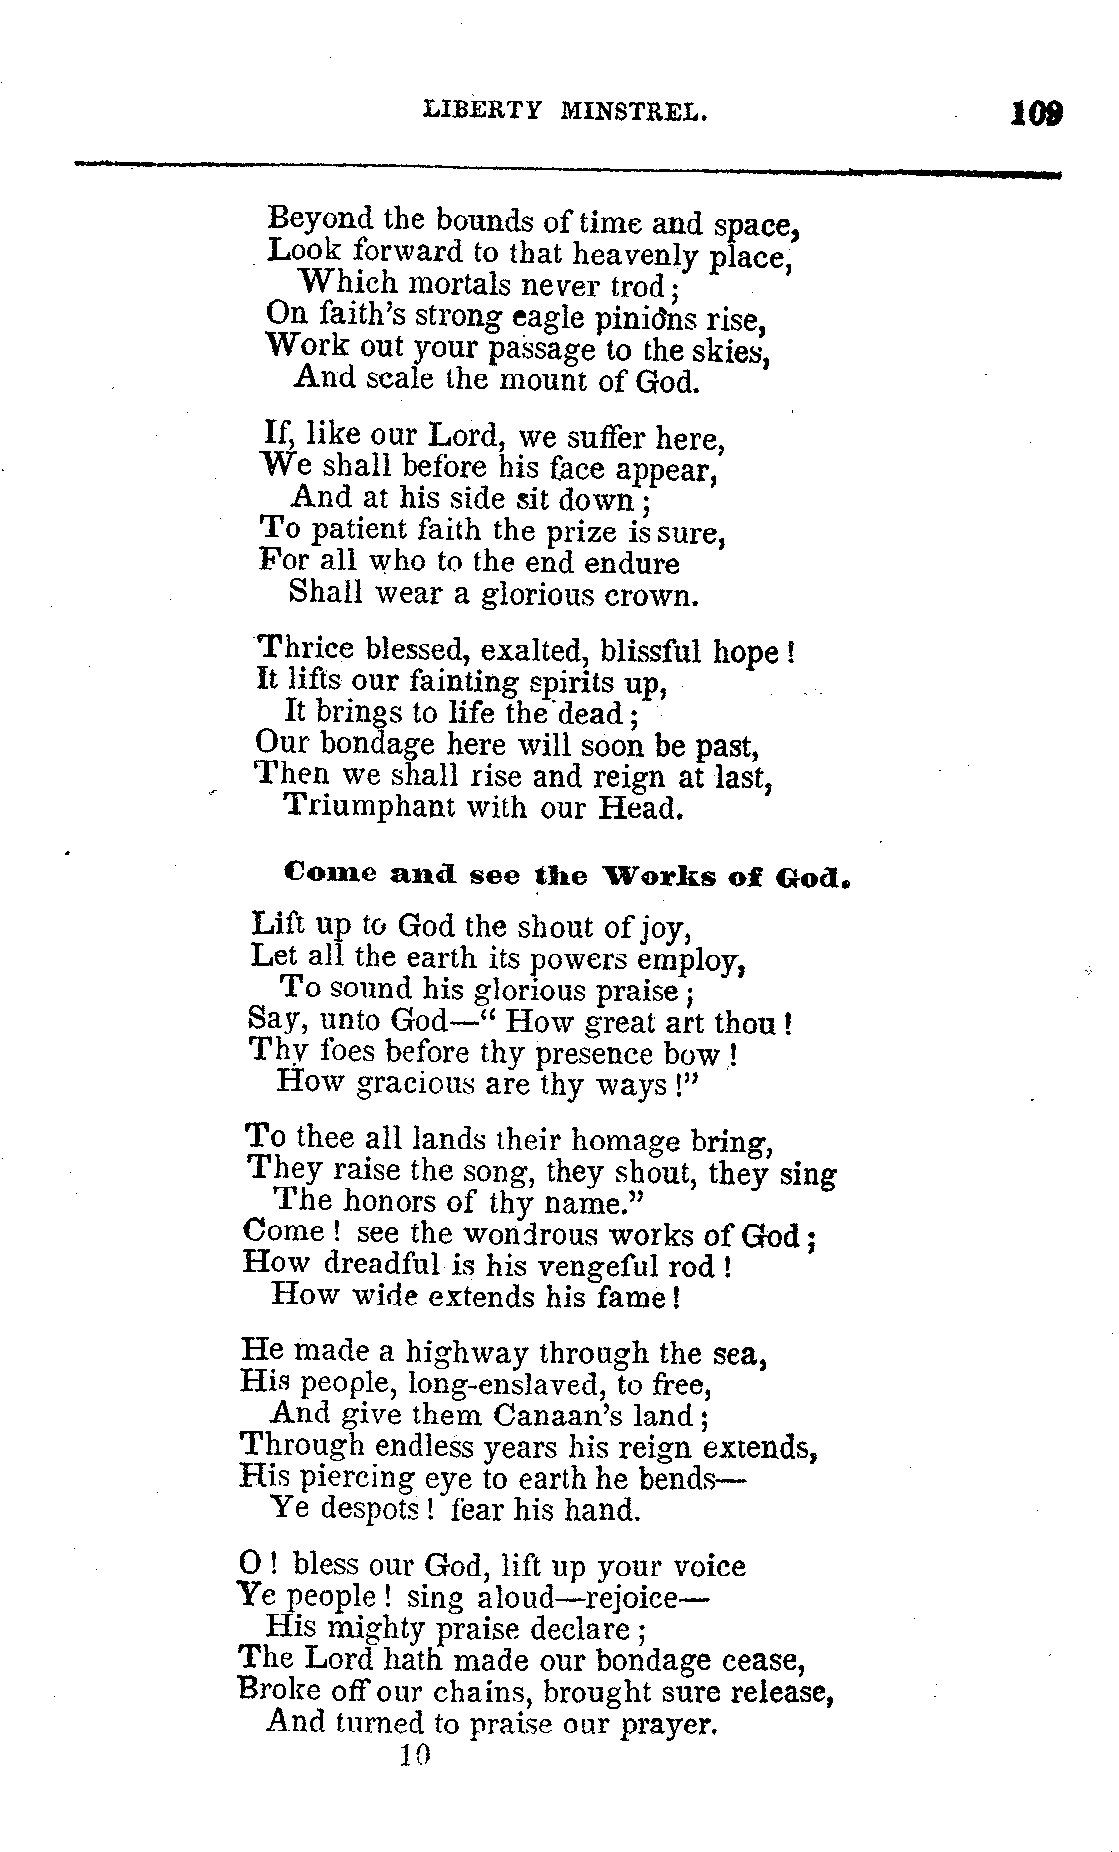 LIBERTY MINSTREL. 109
Beyond the bounds of time and space,
Look forward to that heavenly place,
Which mortals never trod;
On faith's strong eagle pinions rise,
Work out your passage to the skies,
And scale the mount of God.
If, like our Lord, we suffer here,
We shall before his face appear,
And at his side sit down;
To patient faith the prize is sure,
For all who to the end endure
Shall wear a glorious crown.
Thrice blessed, exalted, blissful hope!
It lifts our fainting spirits up,
It brings to life the dead;
Our bondage here will soon be past,
Then we shall rise and reign at last,
Triumphant with our Head.
Come and see the Works of God.
Lift up to God the shout of joy,
Let all the earth its powers employ,
To sound his glorious praise;
Say, unto God—"How great art thou!
Thy foes before thy presence bow!
How gracious are thy ways!"
To thee all lands their homage bring,
They raise the song, they shout, they sing
The honors of thy name."
Come! see the wondrous works of God;
How dreadful is his vengeful rod!
How wide extends his fame!
He made a highway through the sea,
His people, long-enslaved, to free,
And give them Canaan's land;
Through endless years his reign extends,
His piercing eye to earth he bends—
Ye despots! fear his hand.
O! bless our God, lift up your voice
Ye people! sing aloud—rejoice—
His mighty praise declare;
The Lord hath made our bondage cease,
Broke off our chains, brought sure release,
And turned to praise our prayer.
10